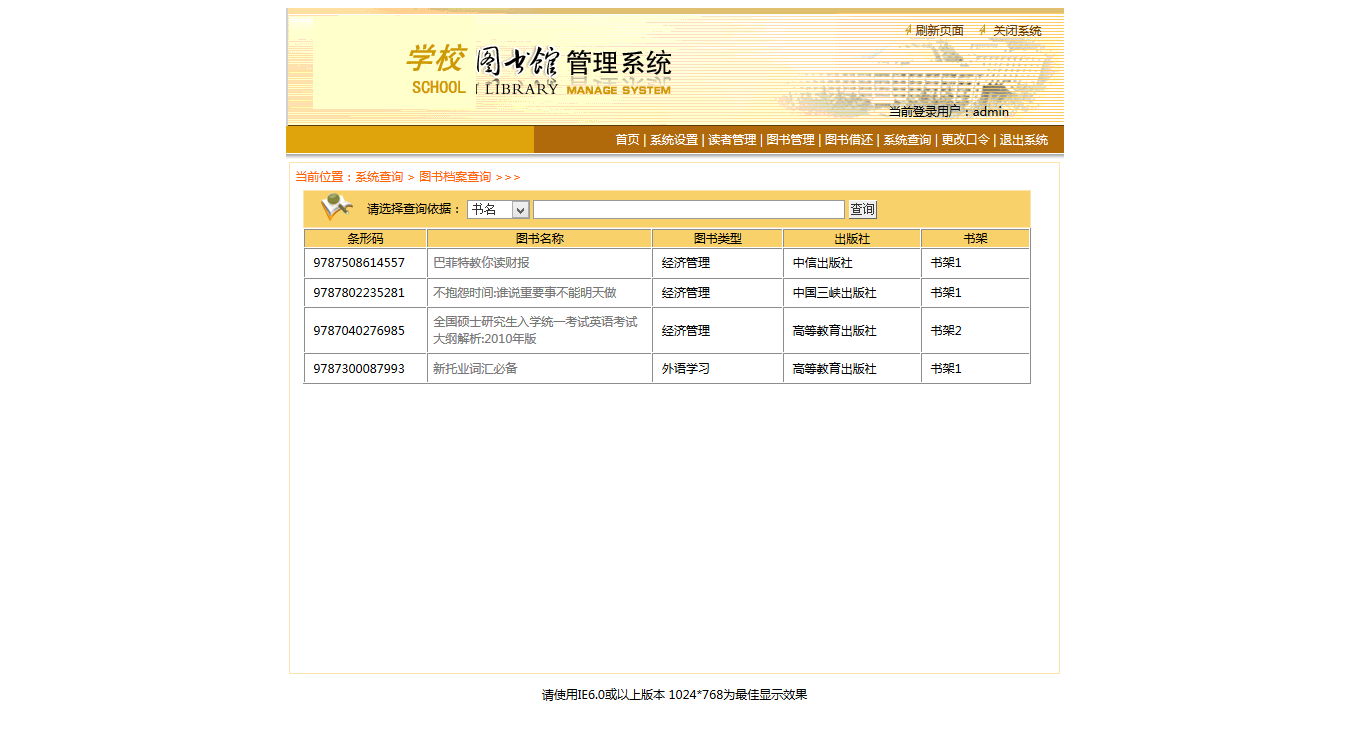 刷新页面 关闭系统
学校 图书馆 管理系统
SCHOOL LIBRARY MANAGE SYSTEM
当前登录用户：admin
首页 | 系统设置 | 读者管理 | 图书管理 | 图书借还 | 系统查询 | 更改口令 | 退出系统
当前位置：系统查询 > 图书档案查询 >>>
请选择查询依据： 书名 查询
条形码 图书名称 图书类型 出版社 书架
9787508614557 巴菲特教你读财报 经济管理 中信出版社 书架1
9787802235281 不抱怨时间:谁说重要事不能明天做 经济管理 中国三峡出版社 书架1
9787040276985 全国硕士研究生入学统一考试英语考试 经济管理 高等教育出版社 书架2
大纲解析:2010年版
9787300087993 新托业词汇必备 外语学习 高等教育出版社 书架1
请使用IE6.0或以上版本 1024*768为最佳显示效果